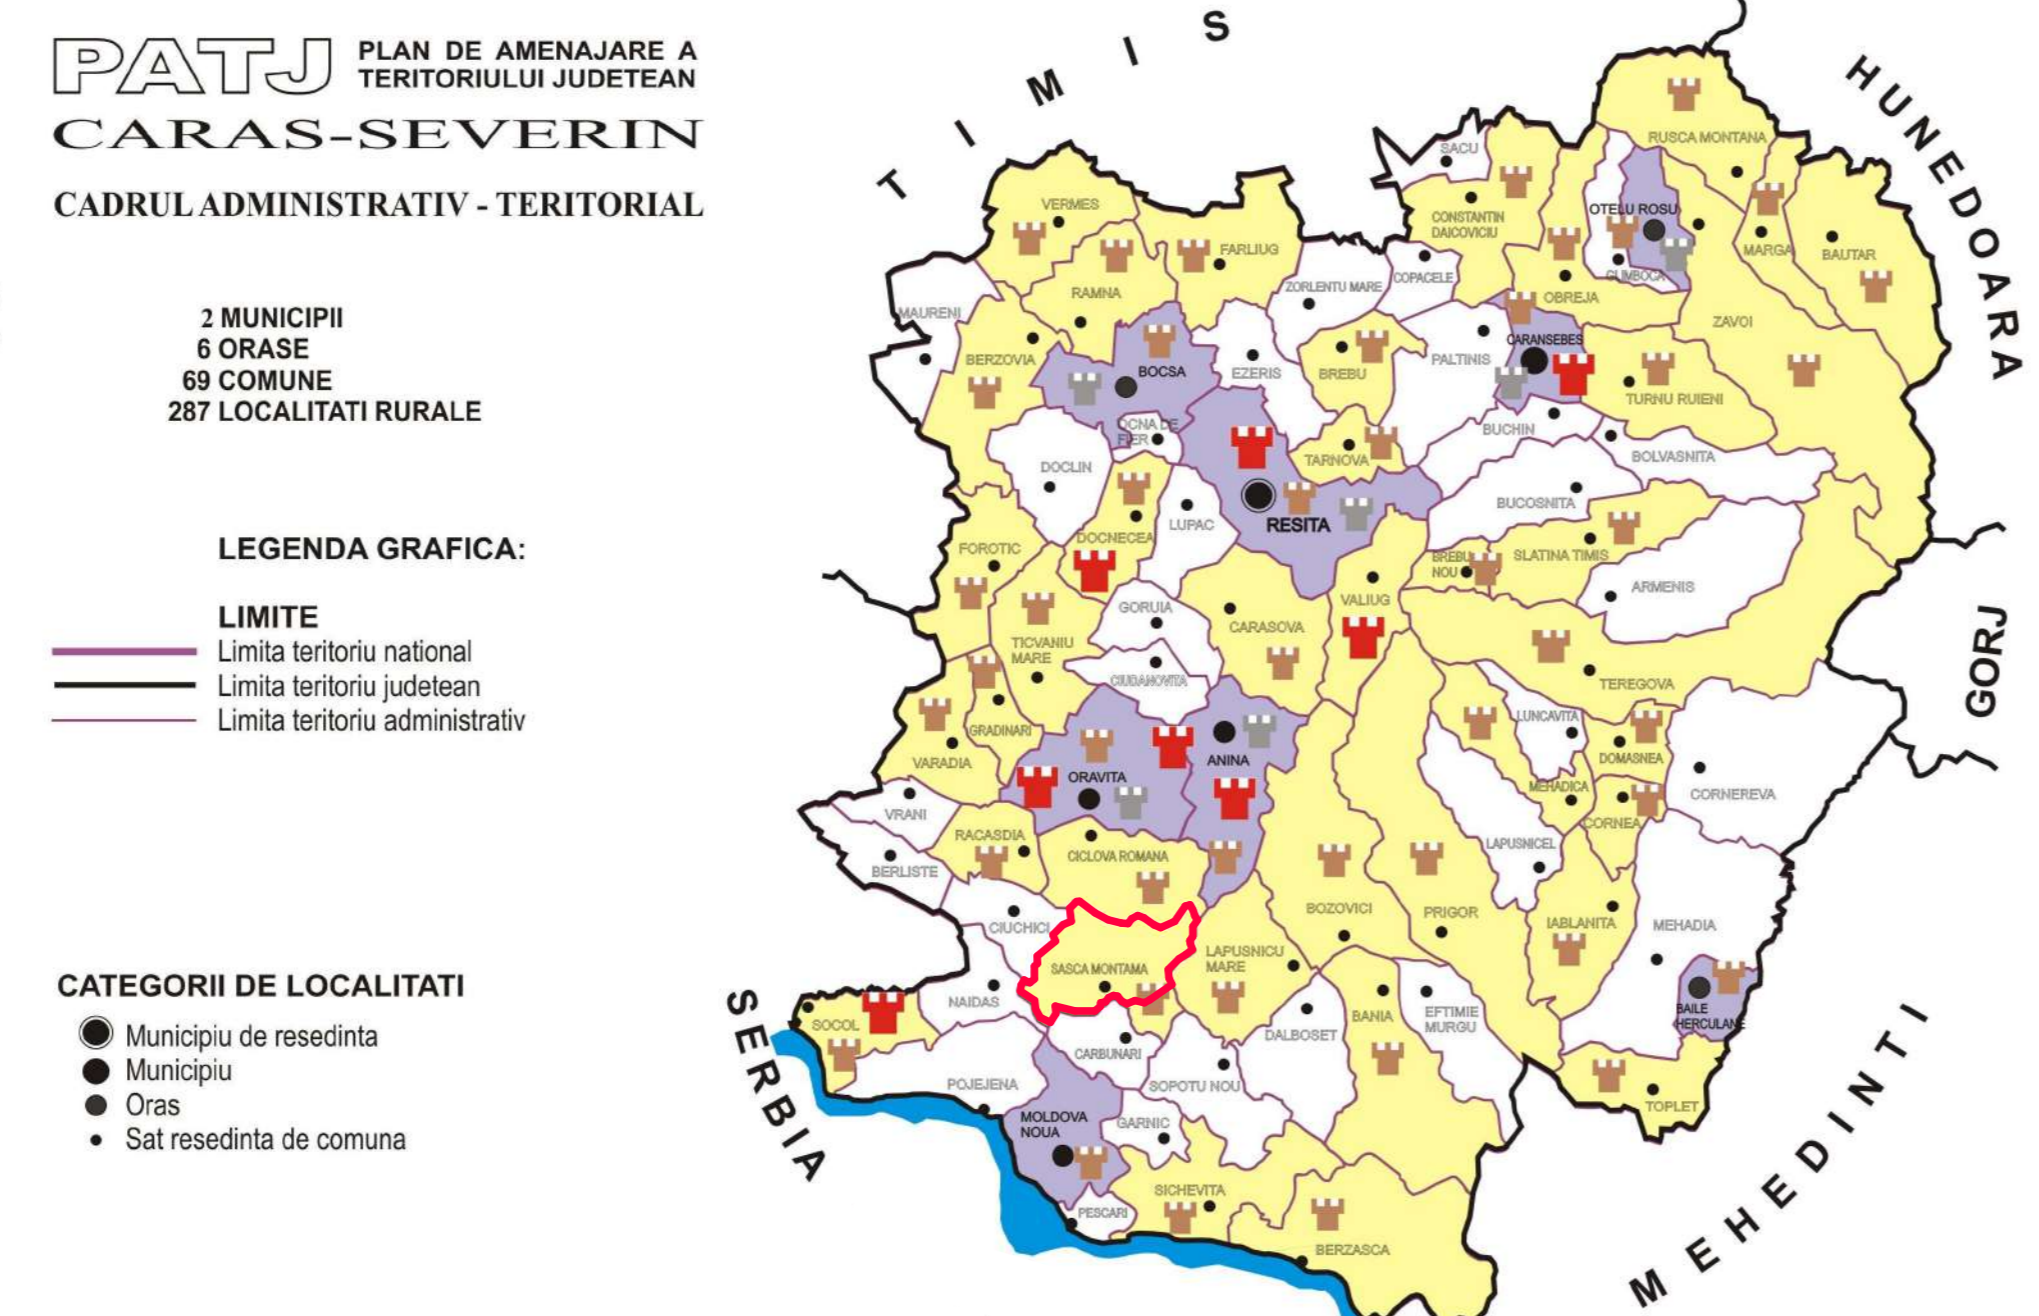 PATJ
PLAN DE AMENAJARE A
TERITORIULUI JUDETEAN
CARAS-SEVERIN
CADRUL ADMINISTRATIV - TERITORIAL
2 MUNICIPII
6 ORASE
69 COMUNE
287 LOCALITATI RURALE
LEGENDA GRAFICA:
LIMITE
Limita teritoriu national
Limita teritoriu judetean
Limita teritoriu administrativ
CATEGORII DE LOCALITATI
Municipiu de resedinta
Municipiu
Oras
Sat resedinta de comuna
TIMIS
HUNEDOARA
GORJ
MEHEDINTI
SERBIA
RUSCA MONTANA
SACU
VERMES
CONSTANTIN
DAICOVICIU
OTELU ROSU
MARGA
BAUTAR
FARLIUG
COPACELE
GLIMBOCA
ZORLENTU MARE
RAMNA
OBREJA
MAURENI
ZAVOI
CARANSEBES
BERZOVIA
PALTINIS
BOCSA
EZERIS
BREBU
TURNU RUIENI
OCNA DE
FIER
BUCHIN
TARNOVA
BOLVASNITA
DOCLIN
BUCOSNITA
LUPAC
RESITA
DOCNECEA
FOROTIC
BREBU
NOU
SLATINA TIMIS
ARMENIS
VALIUG
GORUIA
CARASOVA
TICVANIU
MARE
CIUDANOVITA
TEREGOVA
LUNCAVITA
GRADINARI
DOMASNEA
VARADIA
ORAVITA
ANINA
MEHADICA
CORNEREVA
VRANI
CORNEA
RACASDIA
LAPUSNICEL
CICLOVA ROMANA
BERLISTE
BOZOVICI
PRIGOR
IABLANITA
MEHADIA
CIUCHICI
LAPUSNICU
MARE
SASCA MONTAMA
NAIDAS
BAILE
HERCULANE
SOCOL
BANIA
EFTIMIE
MURGU
DALBOSET
CARBUNARI
POJEJENA
SOPOTU NOU
TOPLET
MOLDOVA
NOUA
GARNIC
SICHEVITA
PESCARI
BERZASCA